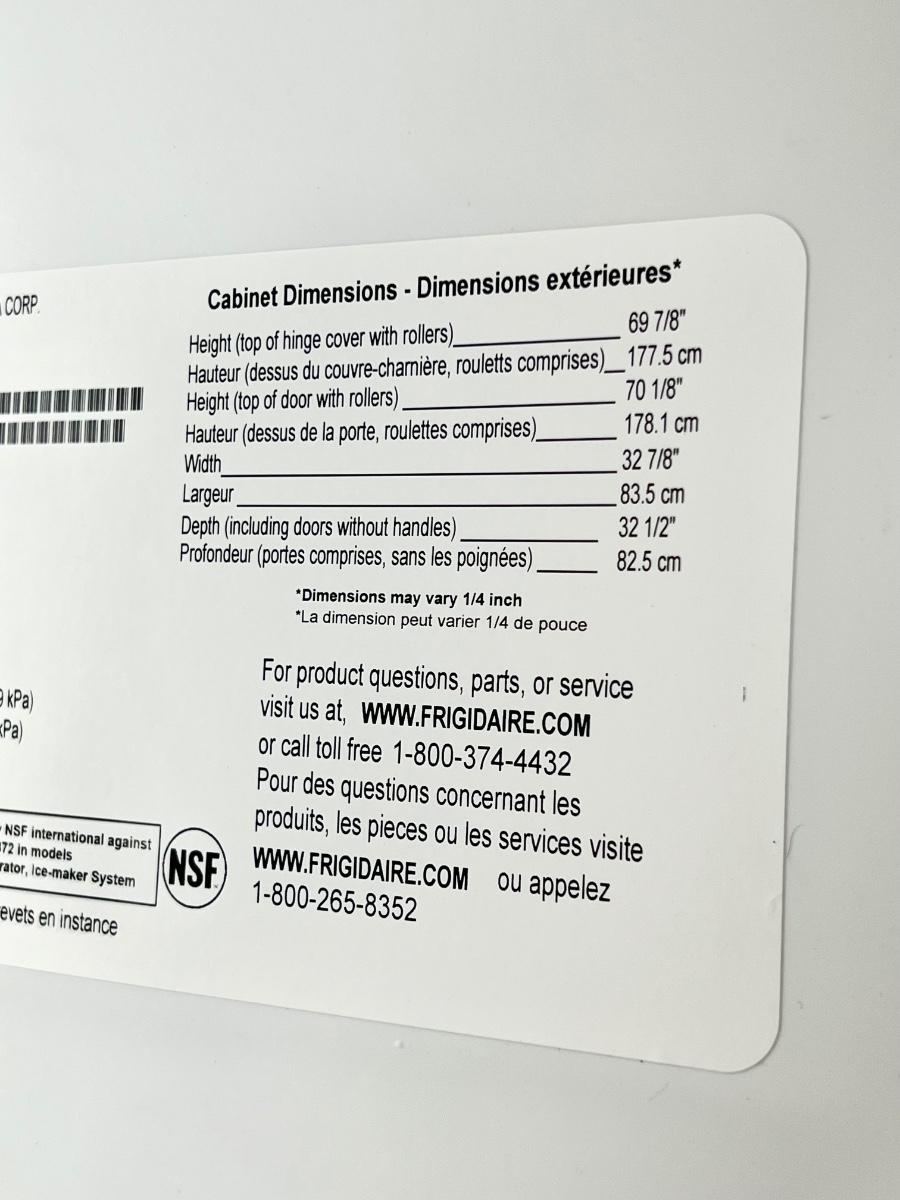 CORP.
Cabinet Dimensions - Dimensions extérieures*
Height (top of hinge cover with rollers) 69 7/8"
Hauteur (dessus du couvre-charnière, rouletts comprises) 177.5 cm
Height (top of door with rollers) 70 1/8"
Hauteur (dessus de la porte, roulettes comprises) 178.1 cm
Width 32 7/8"
Largeur 83.5 cm
Depth (including doors without handles) 32 1/2"
Profondeur (portes comprises, sans les poignées) 82.5 cm
*Dimensions may vary 1/4 inch
*La dimension peut varier 1/4 de pouce
kPa)
kPa)
NSF international against
372 in models
rator, Ice-maker System
NSF
evets en instance
For product questions, parts, or service
visit us at, WWW.FRIGIDAIRE.COM
or call toll free 1-800-374-4432
Pour des questions concernant les
produits, les pieces ou les services visite
WWW.FRIGIDAIRE.COM ou appelez
1-800-265-8352